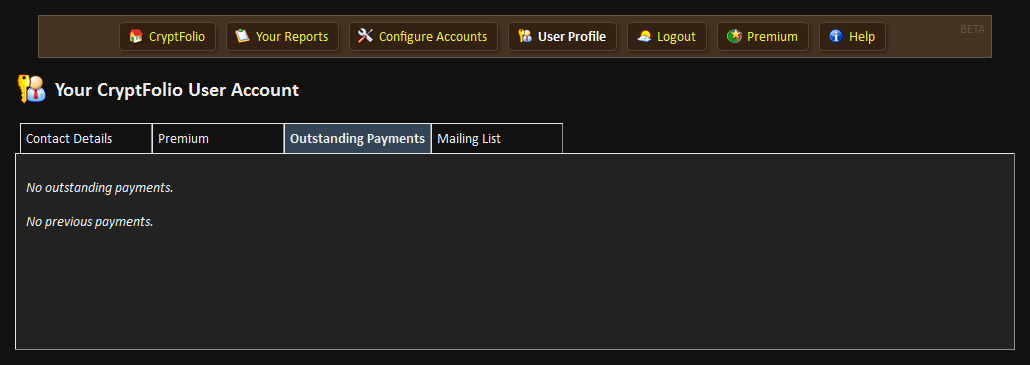 CryptFolio
Your Reports
Configure Accounts
User Profile
Logout
Premium
Help
BETA
Your CryptFolio User Account
Contact Details
Premium
Outstanding Payments
Mailing List
No outstanding payments.
No previous payments.